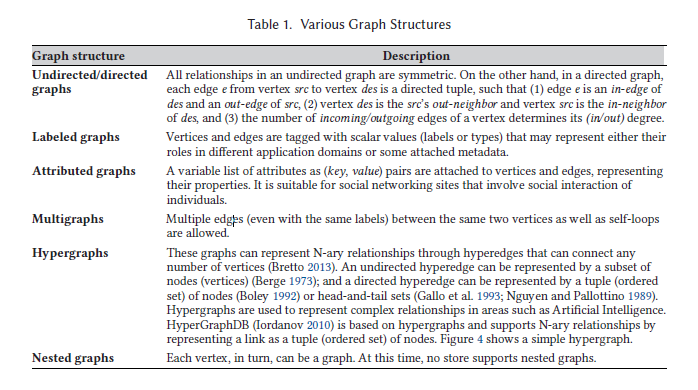 Table 1. Various Graph Structures
Graph structure Description
Undirected/directed All relationships in an undirected graph are symmetric. On the other hand, in a directed graph,
graphs each edge e from vertex src to vertex des is a directed tuple, such that (1) edge e is an in-edge of
des and an out-edge of src, (2) vertex des is the src's out-neighbor and vertex src is the in-neighbor
of des, and (3) the number of incoming/outgoing edges of a vertex determines its (in/out) degree.
Labeled graphs Vertices and edges are tagged with scalar values (labels or types) that may represent either their
roles in different application domains or some attached metadata.
Attributed graphs A variable list of attributes as (key, value) pairs are attached to vertices and edges, representing
their properties. It is suitable for social networking sites that involve social interaction of
individuals.
Multigraphs Multiple edges (even with the same labels) between the same two vertices as well as self-loops
are allowed.
Hypergraphs These graphs can represent N-ary relationships through hyperedges that can connect any
number of vertices (Bretto 2013). An undirected hyperedge can be represented by a subset of
nodes (vertices) (Berge 1973); and a directed hyperedge can be represented by a tuple (ordered
set) of nodes (Boley 1992) or head-and-tail sets (Gallo et al. 1993; Nguyen and Pallottino 1989).
Hypergraphs are used to represent complex relationships in areas such as Artificial Intelligence.
HyperGraphDB (Iordanov 2010) is based on hypergraphs and supports N-ary relationships by
representing a link as a tuple (ordered set) of nodes. Figure 4 shows a simple hypergraph.
Nested graphs Each vertex, in turn, can be a graph. At this time, no store supports nested graphs.